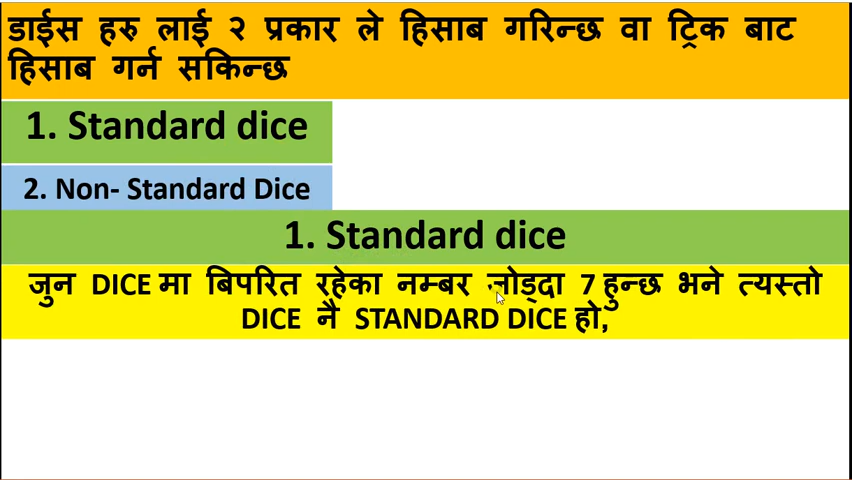 डाईस हरु लाई २ प्रकार ले हिसाब गरिन्छ वा ट्रिक बाट
हिसाब गर्न सकिन्छ
1. Standard dice
2. Non- Standard Dice
1. Standard dice
जुन DICE मा बिपरित रहेका नम्बर जोड्दा 7 हुन्छ भने त्यस्तो
DICE नै STANDARD DICE हो,